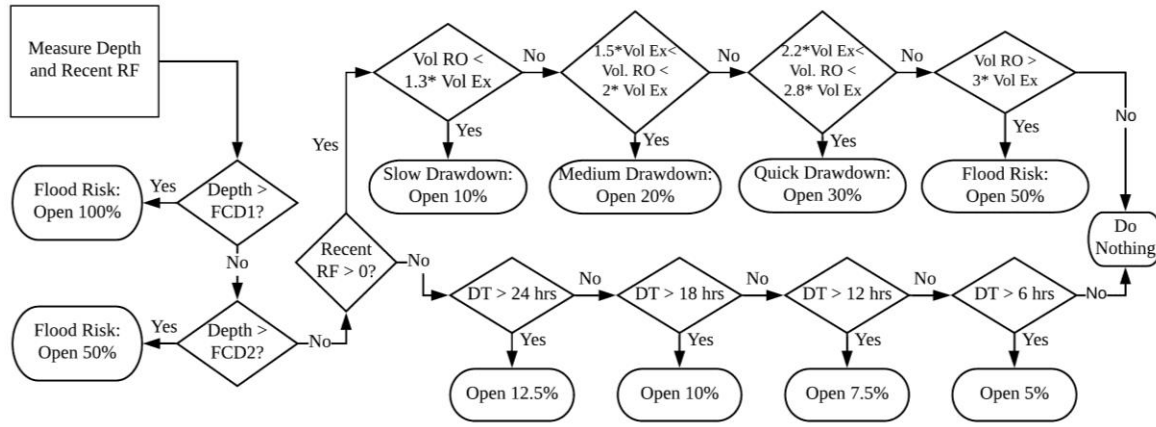 Measure Depth
and Recent RF
Depth >
FCD1?
Yes
Flood Risk:
Open 100%
No
Depth >
FCD2?
Yes
Flood Risk:
Open 50%
No
Recent
RF > 0?
Yes
Vol RO <
1.3* Vol Ex
Yes
Slow Drawdown:
Open 10%
No
1.5*Vol Ex<
Vol. RO <
2* Vol Ex
Yes
Medium Drawdown:
Open 20%
No
2.2*Vol Ex<
Vol. RO <
2.8* Vol Ex
Yes
Quick Drawdown:
Open 30%
No
Vol RO >
3* Vol Ex
Yes
Flood Risk:
Open 50%
No
No
DT > 24 hrs
Yes
Open 12.5%
No
DT > 18 hrs
Yes
Open 10%
No
DT > 12 hrs
Yes
Open 7.5%
No
DT > 6 hrs
Yes
Open 5%
No
Do
Nothing